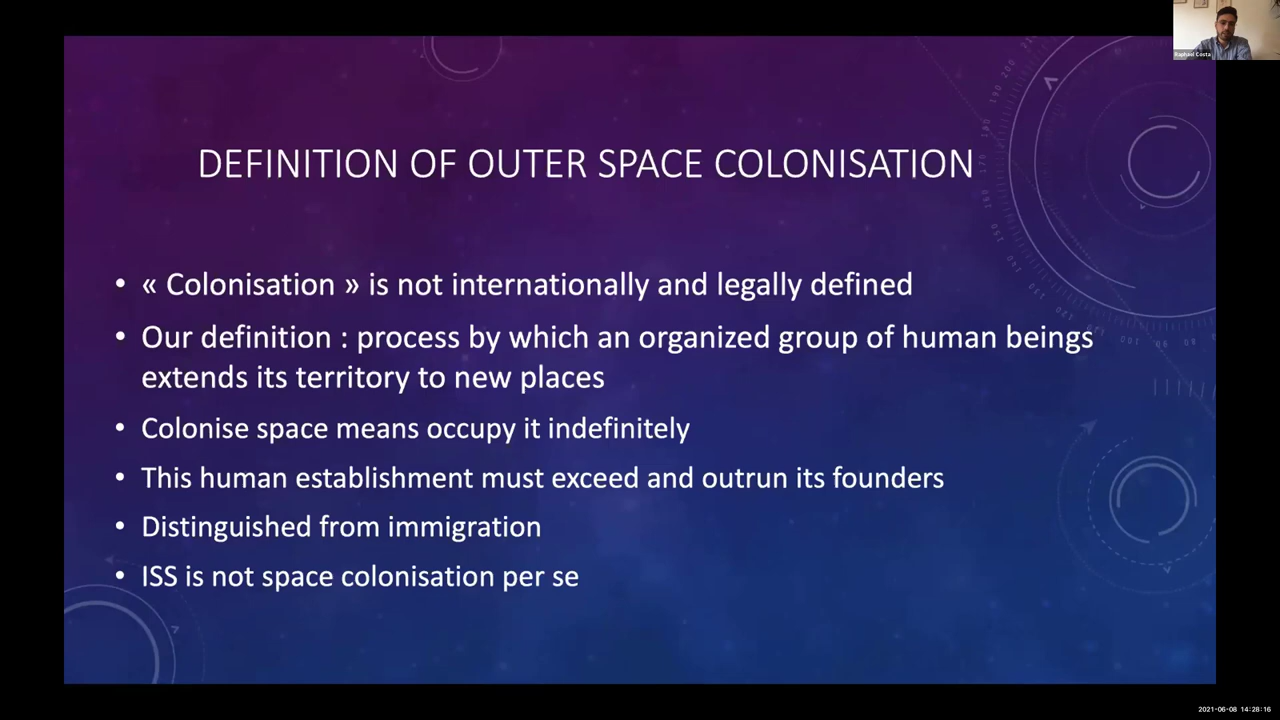 Raphael Costa
DEFINITION OF OUTER SPACE COLONISATION
• « Colonisation » is not internationally and legally defined
• Our definition : process by which an organized group of human beings
extends its territory to new places
• Colonise space means occupy it indefinitely
• This human establishment must exceed and outrun its founders
• Distinguished from immigration
• ISS is not space colonisation per se
2021-06-08 14:28:16